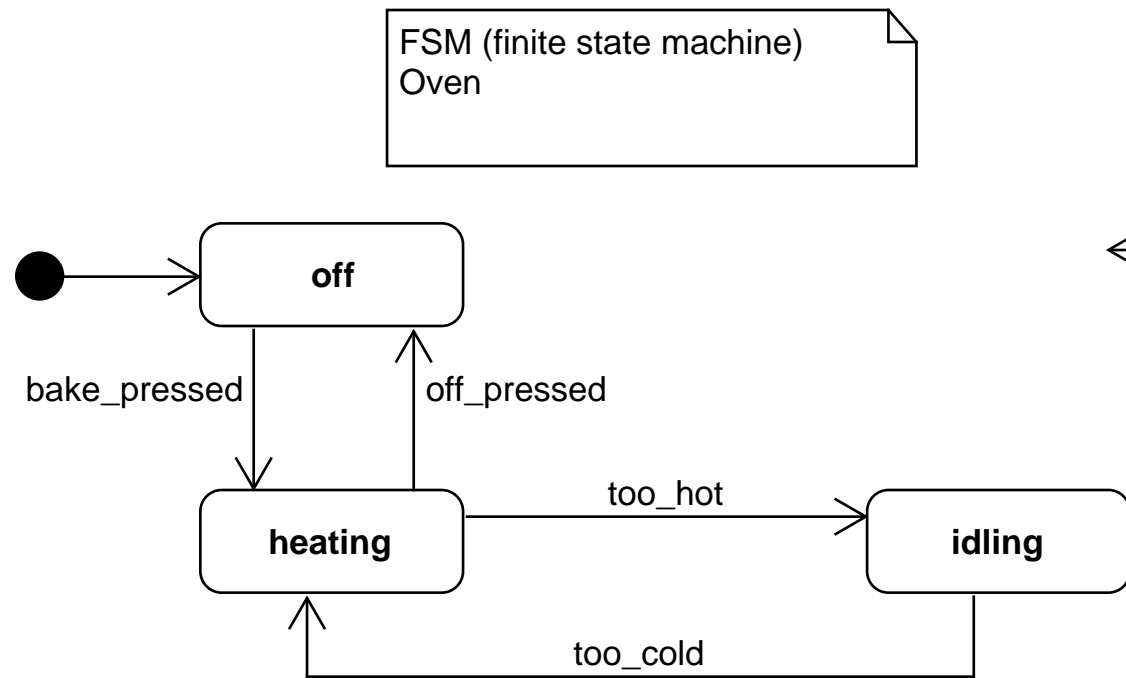 FSM (finite state machine)
Oven
off
bake_pressed
off_pressed
too_hot
heating
idling
too_cold